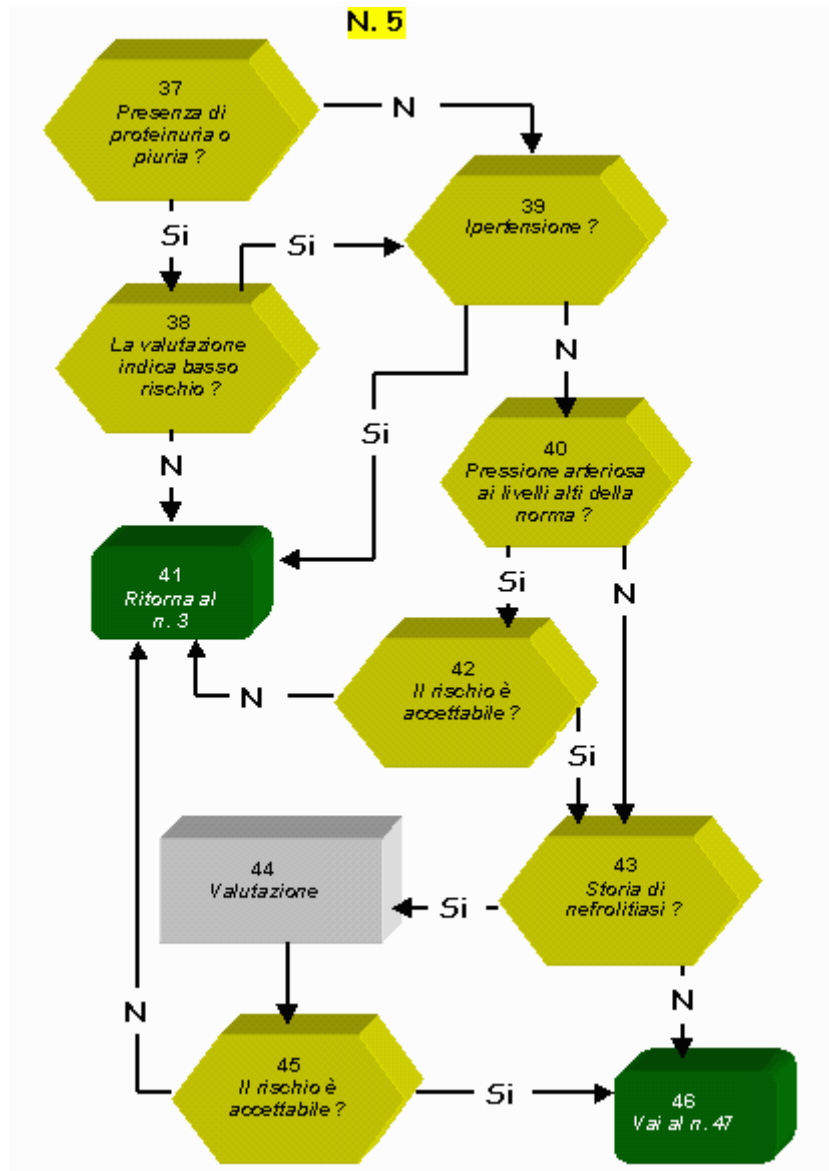 N. 5
37
Presenza di
proteinuria o
piuria ?
N
39
Ipertensione ?
Si
Si
38
La valutazione
indica basso
rischio ?
N
Si
N
40
Pressione arteriosa
ai livelli alti della
norma ?
41
Ritorna al
n. 3
Si
N
42
Il rischio è
accettabile ?
N
Si
44
Valutazione
43
Storia di
nefrolitiasi ?
Si
N
N
45
Il rischio è
accettabile ?
Si
46
Vai al n. 47